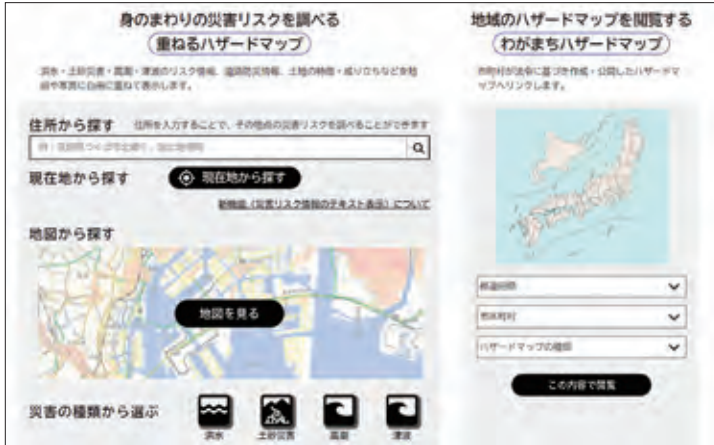 身のまわりの災害リスクを調べる
重ねるハザードマップ
洪水・土砂災害・高潮・津波のリスク情報、道路防災情報、土地の特徴・成り立ちなどを地
図や写真に自由に重ねて表示します。
住所から探す 住所を入力することで、その地点の災害リスクを調べることができます
現在地から探す 現在地から探す
新機能（災害リスク情報のテキスト表示）について
地図から探す
地図を見る
災害の種類から選ぶ
洪水 土砂災害 高潮 津波
地域のハザードマップを閲覧する
わがまちハザードマップ
市町村が法令に基づき作成・公開したハザードマ
ップへリンクします。
都道府県
市区町村
ハザードマップの種類
この内容で閲覧